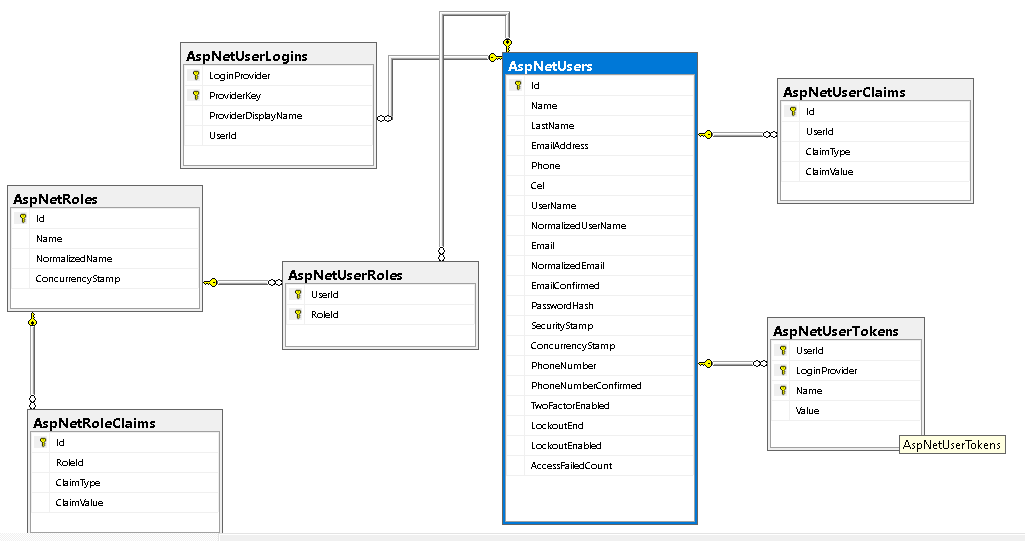 AspNetUserLogins
LoginProvider
ProviderKey
ProviderDisplayName
UserId
AspNetUsers
Id
Name
LastName
EmailAddress
Phone
Cel
UserName
NormalizedUserName
Email
NormalizedEmail
EmailConfirmed
PasswordHash
SecurityStamp
ConcurrencyStamp
PhoneNumber
PhoneNumberConfirmed
TwoFactorEnabled
LockoutEnd
LockoutEnabled
AccessFailedCount
AspNetUserClaims
Id
UserId
ClaimType
ClaimValue
AspNetRoles
Id
Name
NormalizedName
ConcurrencyStamp
AspNetUserRoles
UserId
RoleId
AspNetUserTokens
UserId
LoginProvider
Name
Value
AspNetUserTokens
AspNetRoleClaims
Id
RoleId
ClaimType
ClaimValue